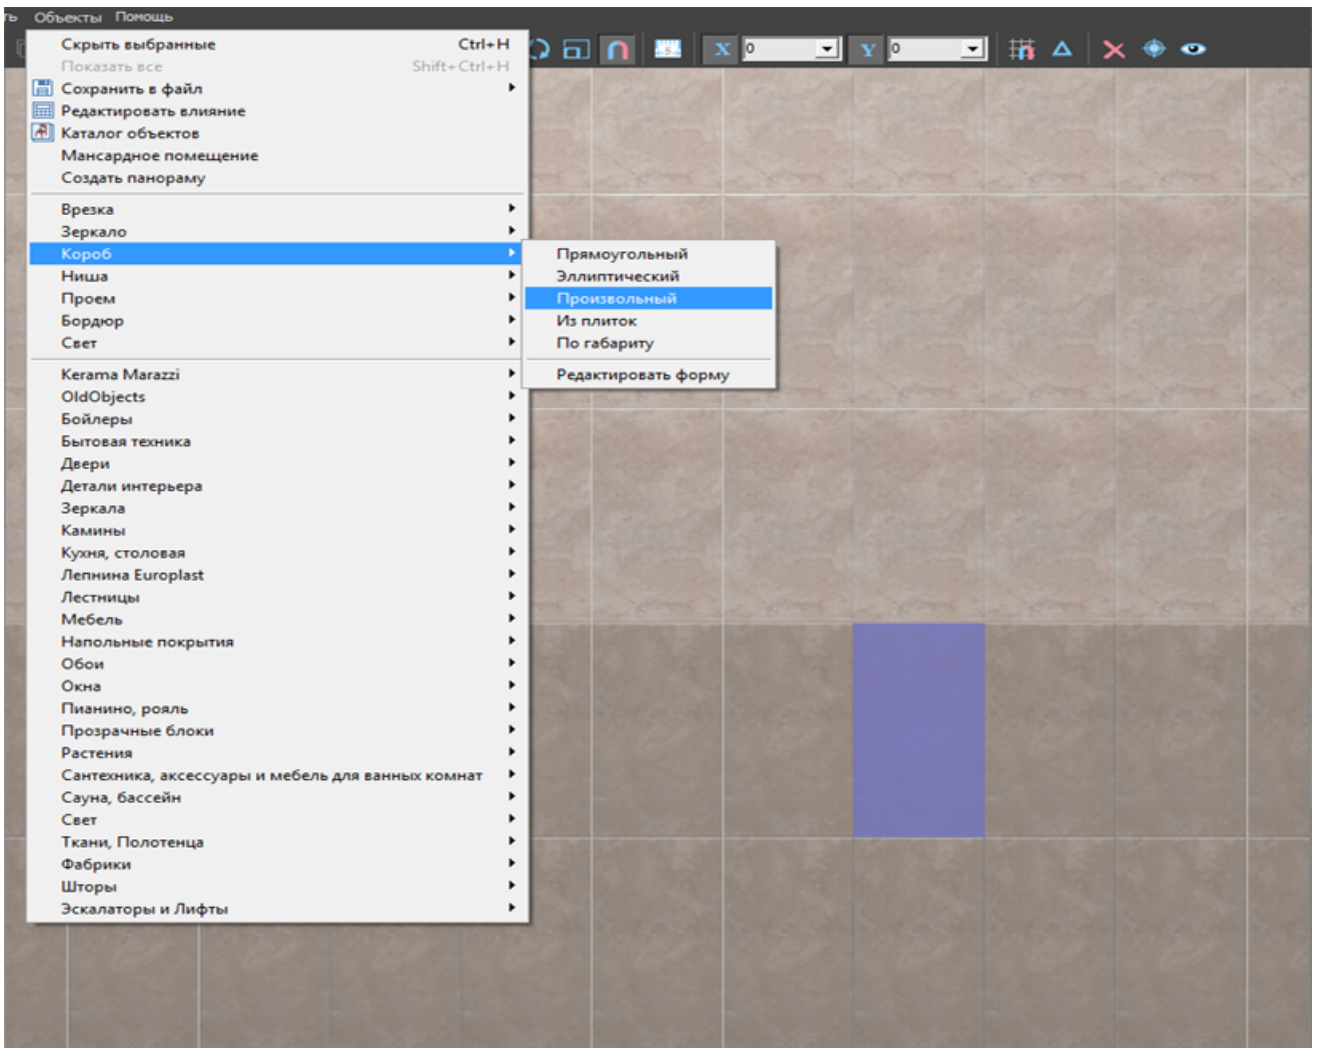 ть Объекты Помощь
Скрыть выбранные Ctrl+H
Показать все Shift+Ctrl+H
Сохранить в файл
Редактировать влияние
Каталог объектов
Мансардное помещение
Создать панораму
Врезка
Зеркало
Короб
Ниша
Проем
Бордюр
Свет
Kerama Marazzi
OldObjects
Бойлеры
Бытовая техника
Двери
Детали интерьера
Зеркала
Камины
Кухня, столовая
Лепнина Europlast
Лестницы
Мебель
Напольные покрытия
Обои
Окна
Пианино, рояль
Прозрачные блоки
Растения
Сантехника, аксессуары и мебель для ванных комнат
Сауна, бассейн
Свет
Ткани, Полотенца
Фабрики
Шторы
Эскалаторы и Лифты
Прямоугольный
Эллиптический
Произвольный
Из плиток
По габариту
Редактировать форму
X 0 Y 0